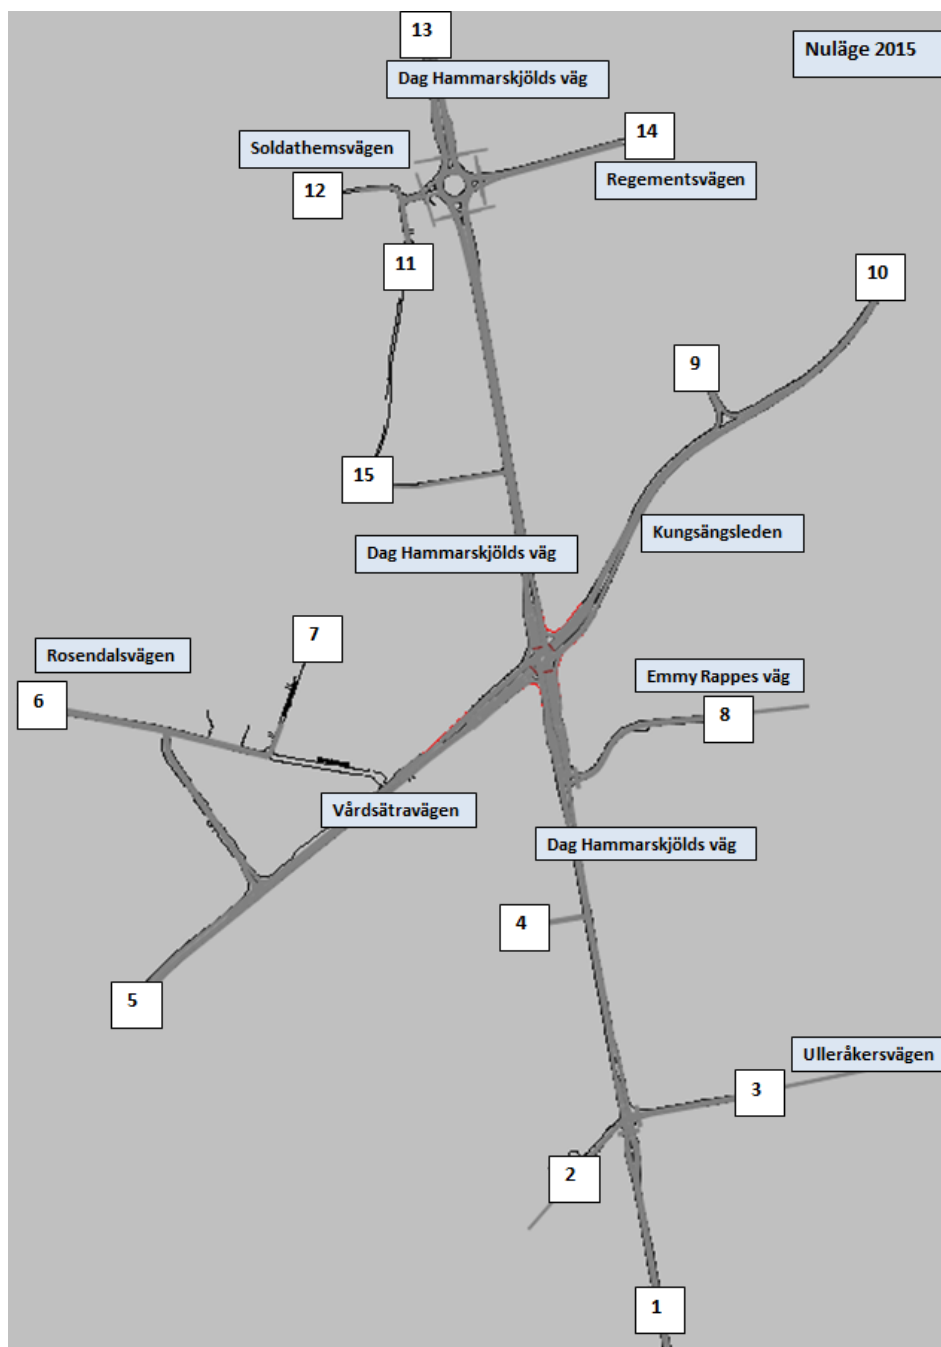 13
Nuläge 2015
Dag Hammarskjölds väg
14
Soldathemsvägen
12
Regementsvägen
11
10
9
15
Kungsängsleden
Dag Hammarskjölds väg
7
Rosendalsvägen
6
Emmy Rappes väg
8
Vårdsätravägen
Dag Hammarskjölds väg
4
5
Ulleråkersvägen
3
2
1